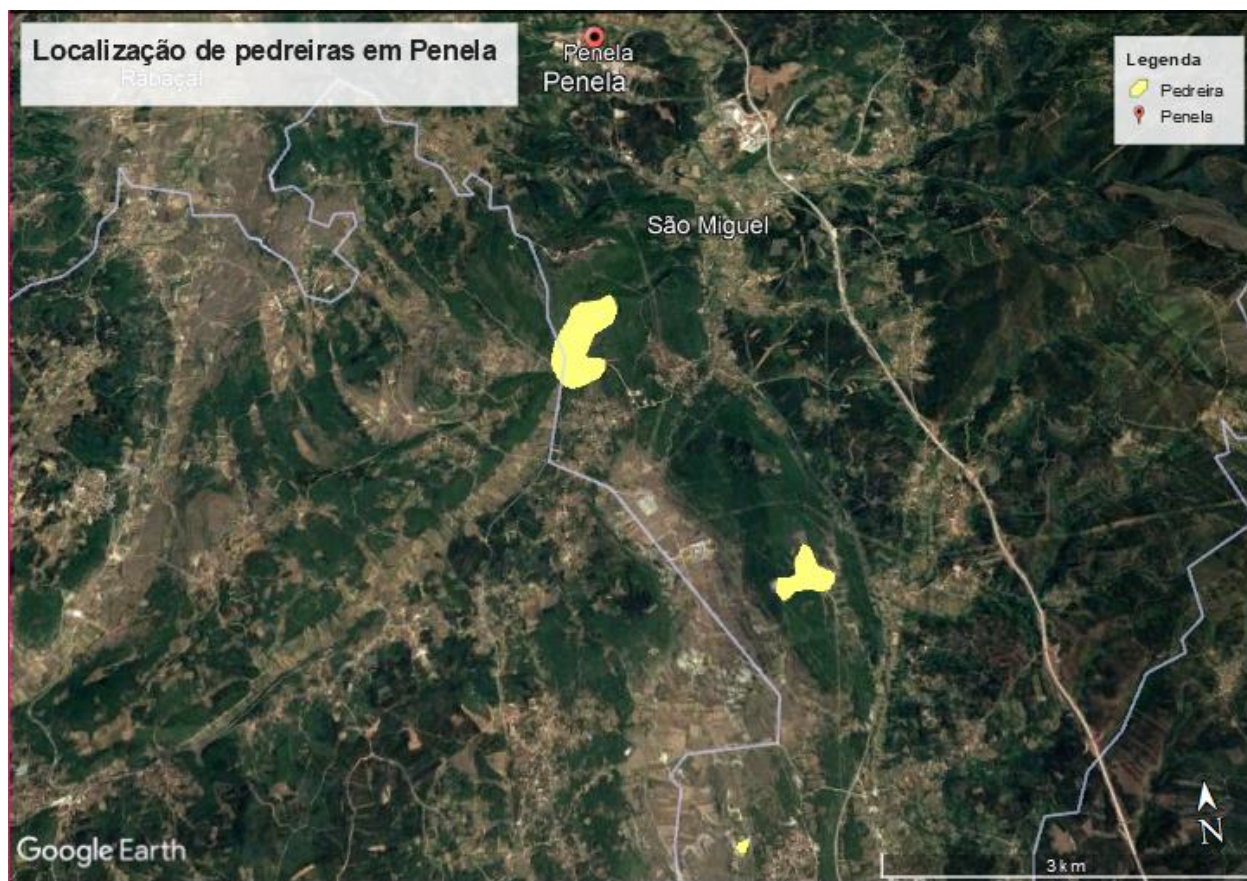 Localização de pedreiras em Penela
Rabaçal
Penela
Penela
Legenda
Pedreira
Penela
São Miguel
Google Earth
N
3 km